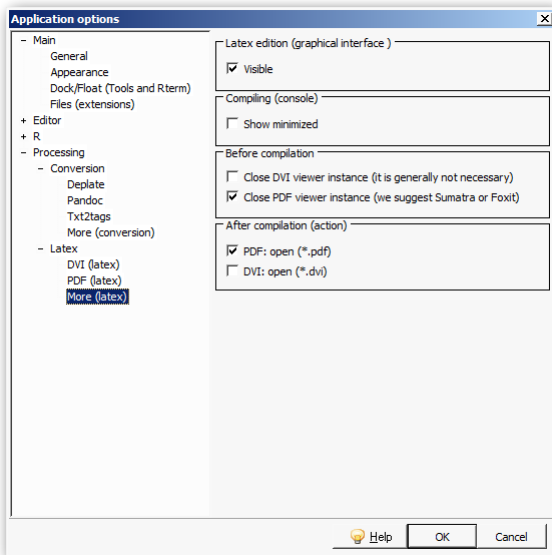 Application options
− Main
General
Appearance
Dock/Float (Tools and Rterm)
Files (extensions)
+ Editor
+ R
− Processing
− Conversion
Deplate
Pandoc
Txt2tags
More (conversion)
− Latex
DVI (latex)
PDF (latex)
More (latex)
Latex edition (graphical interface )
Visible
Compiling (console)
Show minimized
Before compilation
Close DVI viewer instance (it is generally not necessary)
Close PDF viewer instance (we suggest Sumatra or Foxit)
After compilation (action)
PDF: open (*.pdf)
DVI: open (*.dvi)
Help
OK
Cancel